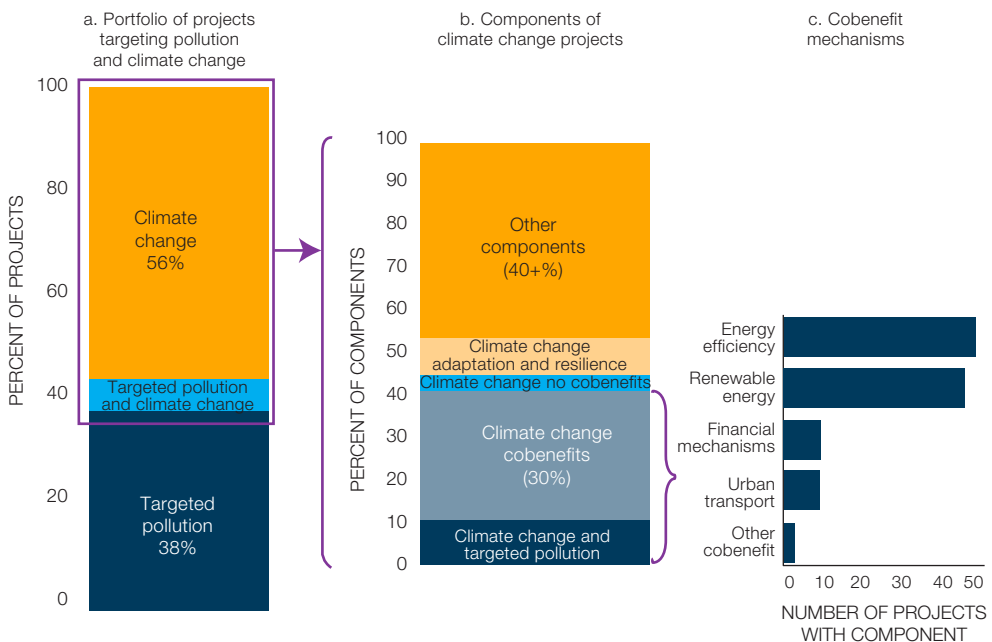 a. Portfolio of projects
targeting pollution
and climate change
PERCENT OF PROJECTS
100
80
60
40
20
0
Climate
change
56%
Targeted pollution
and climate change
Targeted
pollution
38%
b. Components of
climate change projects
PERCENT OF COMPONENTS
100
90
80
70
60
50
40
30
20
10
0
Other
components
(40+%)
Climate change
adaptation and resilience
Climate change no cobenefits
Climate change
cobenefits
(30%)
Climate change and
targeted pollution
c. Cobenefit
mechanisms
Energy
efficiency
Renewable
energy
Financial
mechanisms
Urban
transport
Other
cobenefit
0 10 20 30 40 50
NUMBER OF PROJECTS
WITH COMPONENT